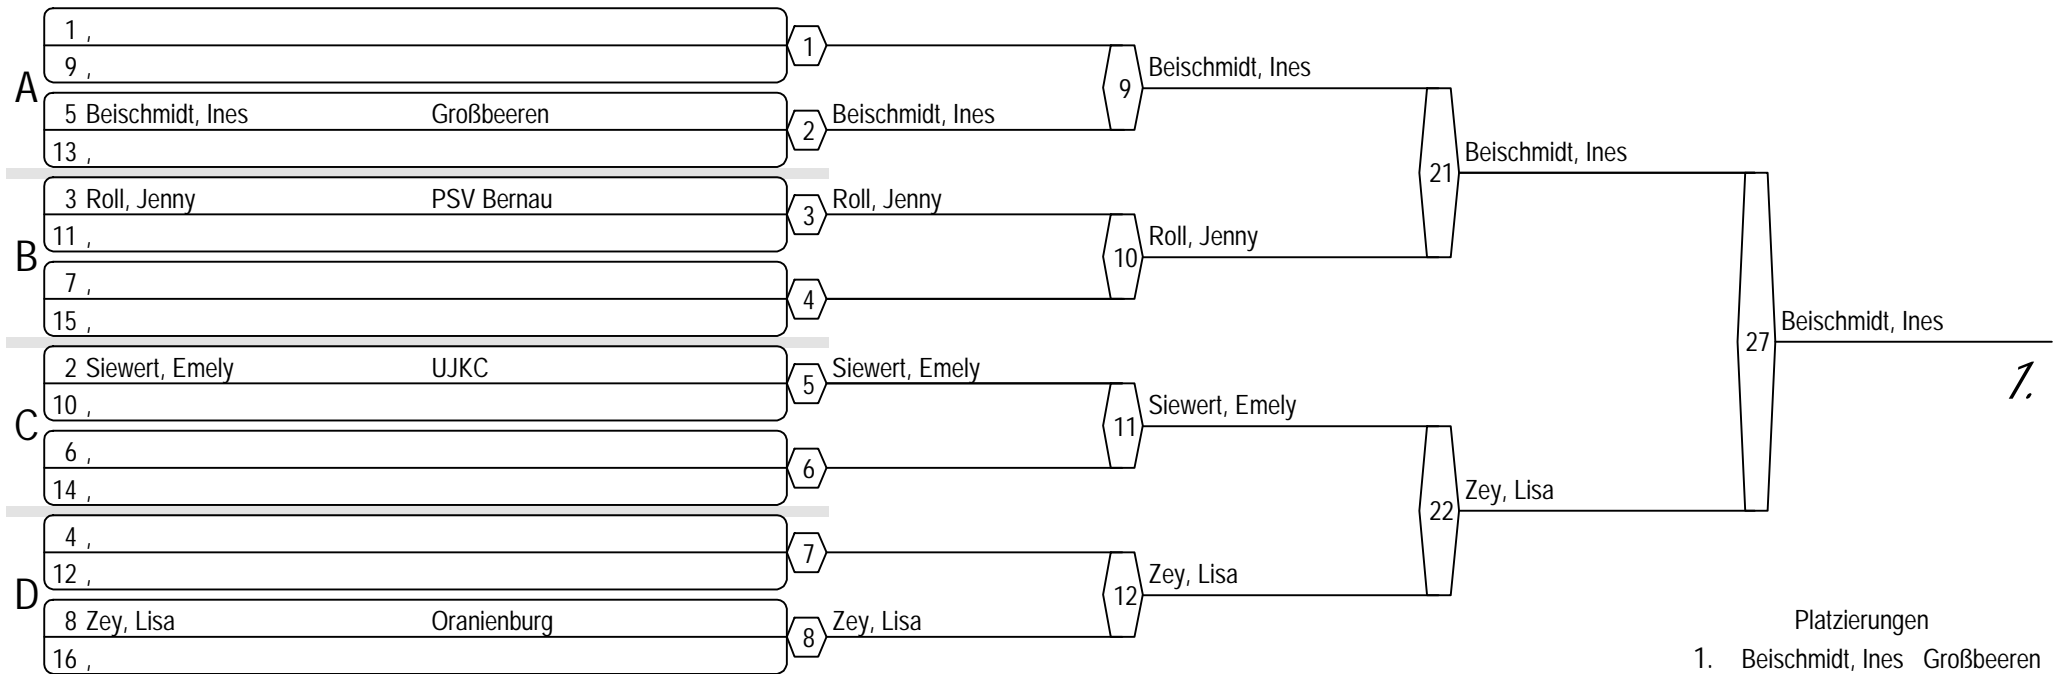 A
1 ,
9 ,
1
5 Beischmidt, Ines Großbeeren
13 ,
2
Beischmidt, Ines
9
Beischmidt, Ines
B
3 Roll, Jenny PSV Bernau
11 ,
3
Roll, Jenny
7 ,
15 ,
4
10
Roll, Jenny
21
Beischmidt, Ines
C
2 Siewert, Emely UJKC
10 ,
5
Siewert, Emely
6 ,
14 ,
6
11
Siewert, Emely
D
4 ,
12 ,
7
8 Zey, Lisa Oranienburg
16 ,
8
Zey, Lisa
12
Zey, Lisa
22
Zey, Lisa
27
Beischmidt, Ines
1.
Platzierungen
1. Beischmidt, Ines Großbeeren